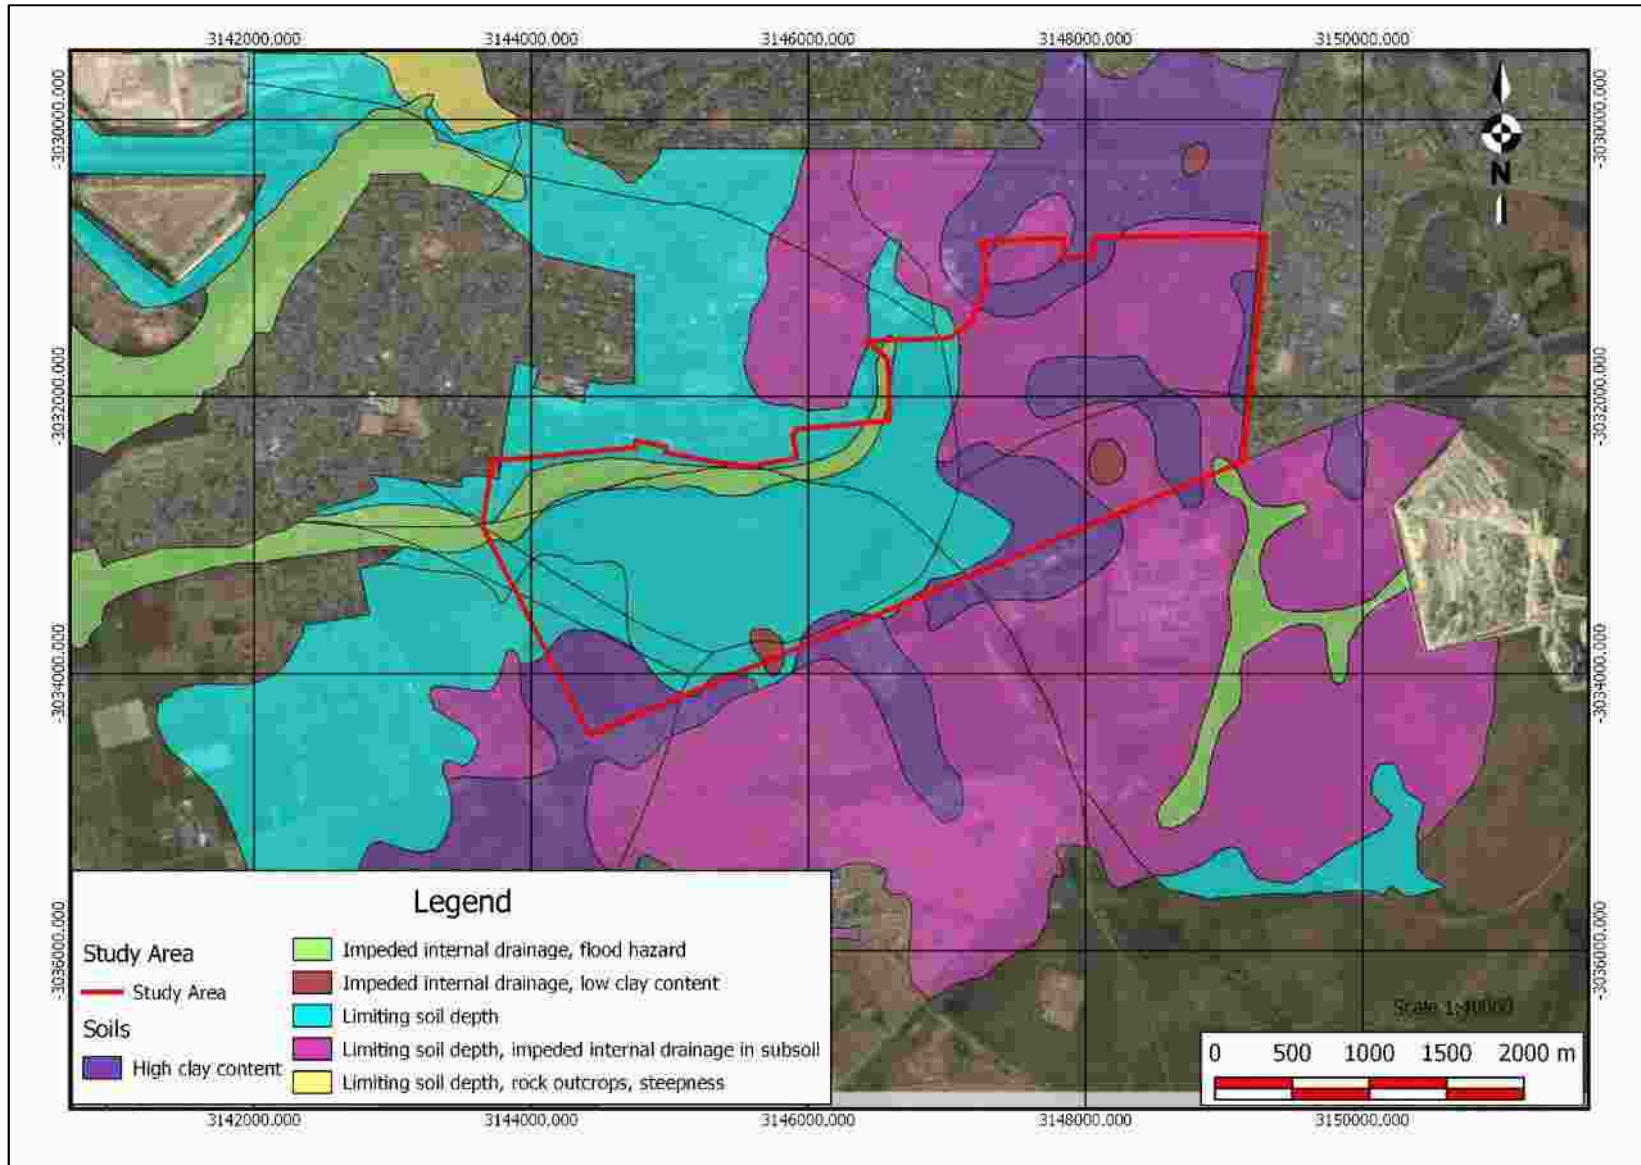 3142000.000 3144000.000 3146000.000 3148000.000 3150000.000
-3030000.000 -3030000.000
N
-3032000.000 -3032000.000
-3034000.000 -3034000.000
-3036000.000 -3036000.000
Legend
Study Area
Study Area
Soils
High clay content
Impeded internal drainage, flood hazard
Impeded internal drainage, low clay content
Limiting soil depth
Limiting soil depth, impeded internal drainage in subsoil
Limiting soil depth, rock outcrops, steepness
Scale 1:40000
0 500 1000 1500 2000 m
3142000.000 3144000.000 3146000.000 3148000.000 3150000.000